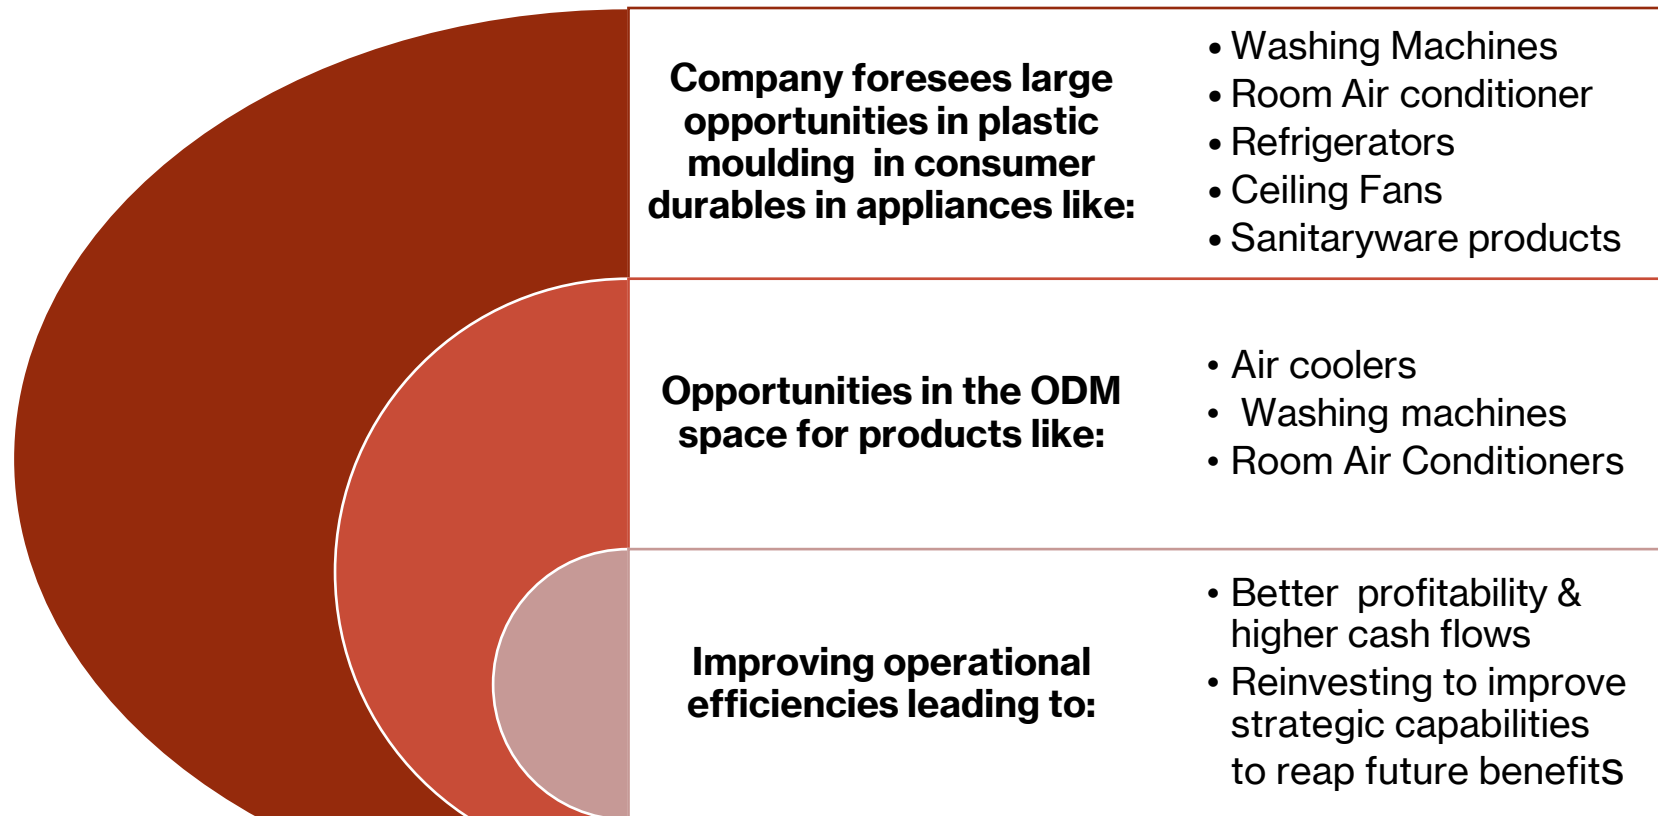 Company foresees large
opportunities in plastic
moulding  in consumer
durables in appliances like:
• Washing Machines
• Room Air conditioner
• Refrigerators
• Ceiling Fans
• Sanitaryware products
Opportunities in the ODM
space for products like:
• Air coolers
•  Washing machines
• Room Air Conditioners
Improving operational
efficiencies leading to:
• Better  profitability &
higher cash flows
• Reinvesting to improve
strategic capabilities
to reap future benefits